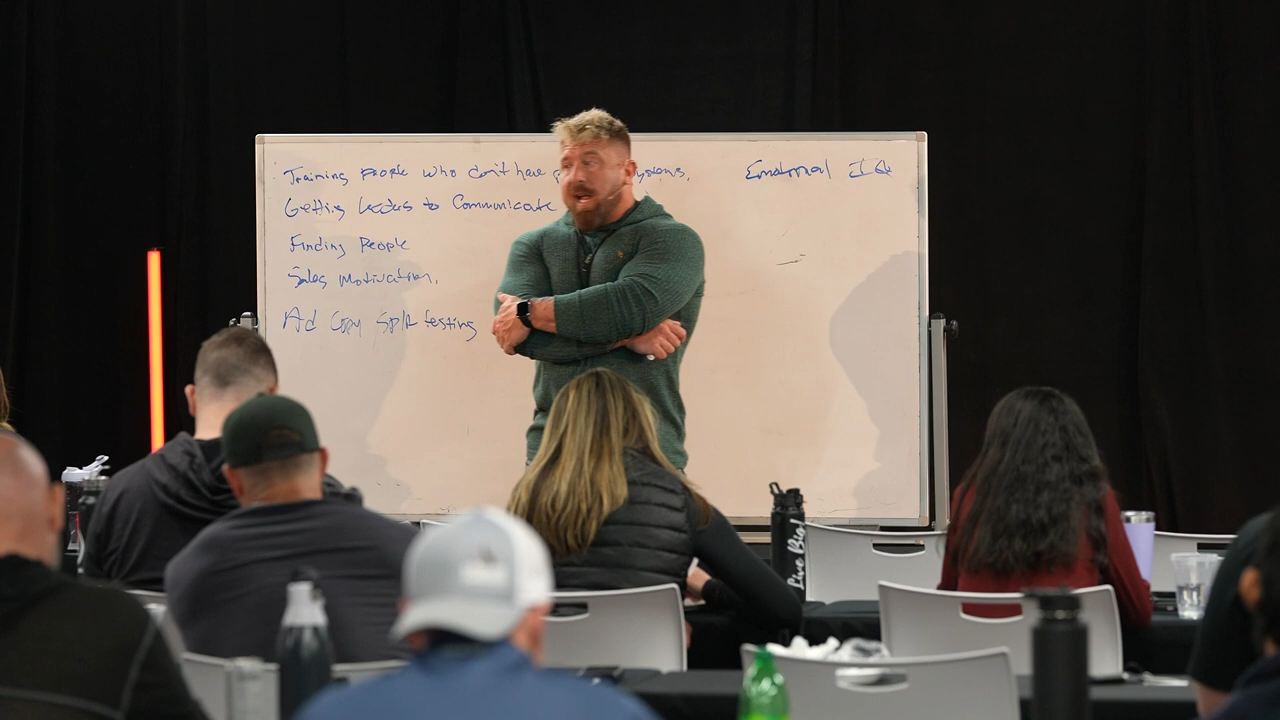 Training People who don't have
Emotional IQ
Getting leaders to Communicate
Finding People
Sales Motivation,
Ad Copy Split testing
Live Big!